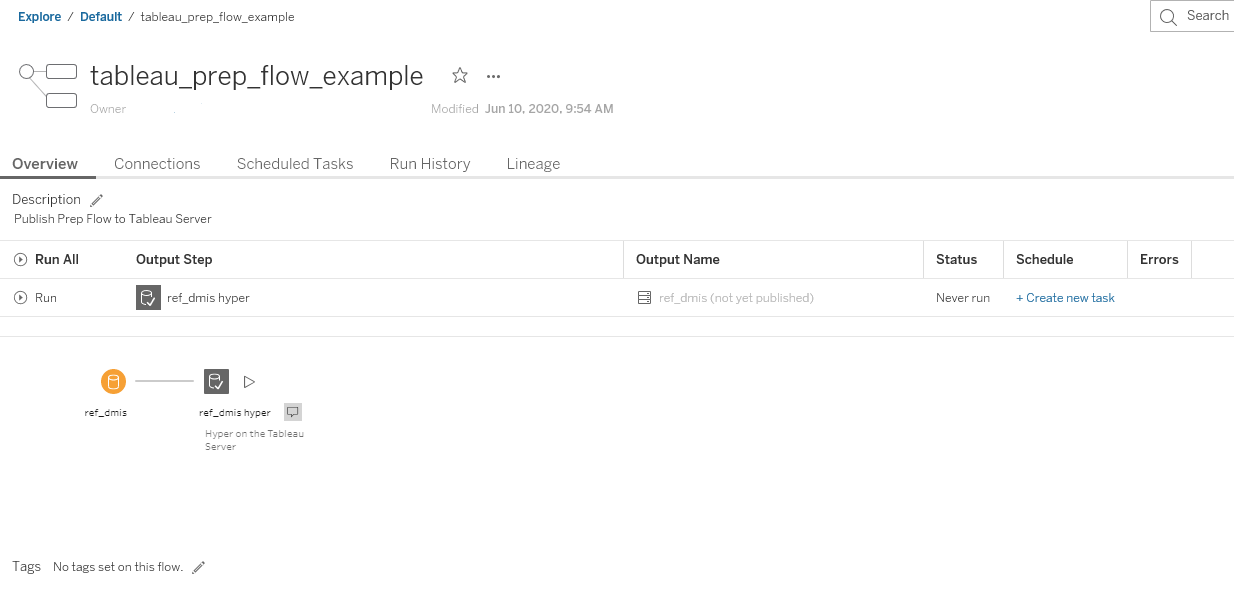 Explore / Default / tableau_prep_flow_example
Search
tableau_prep_flow_example
Owner
Modified Jun 10, 2020, 9:54 AM
Overview Connections Scheduled Tasks Run History Lineage
Description
Publish Prep Flow to Tableau Server
Run All Output Step Output Name Status Schedule Errors
Run ref_dmis hyper ref_dmis (not yet published) Never run + Create new task
ref_dmis ref_dmis hyper
Hyper on the Tableau
Server
Tags No tags set on this flow.